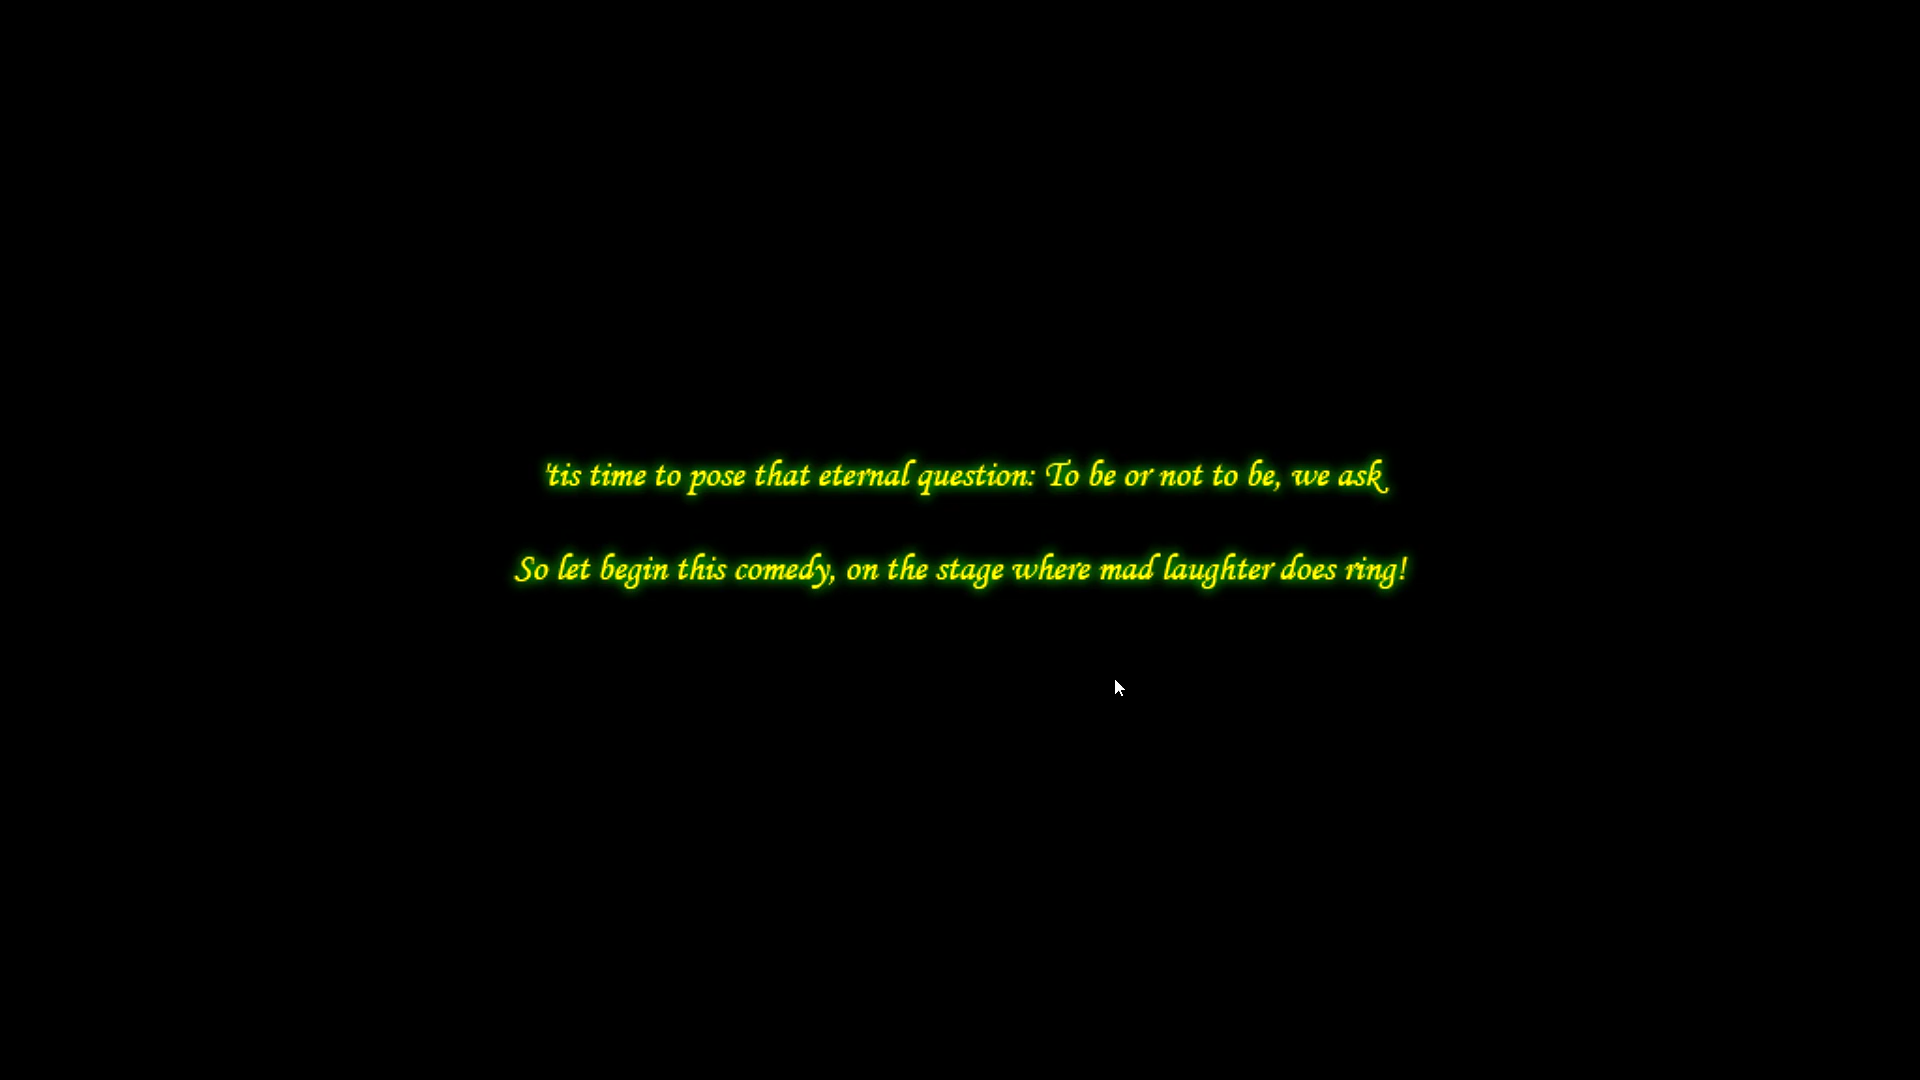 'tis time to pose that eternal question: To be or not to be, we ask
So let begin this comedy, on the stage where mad laughter does ring!